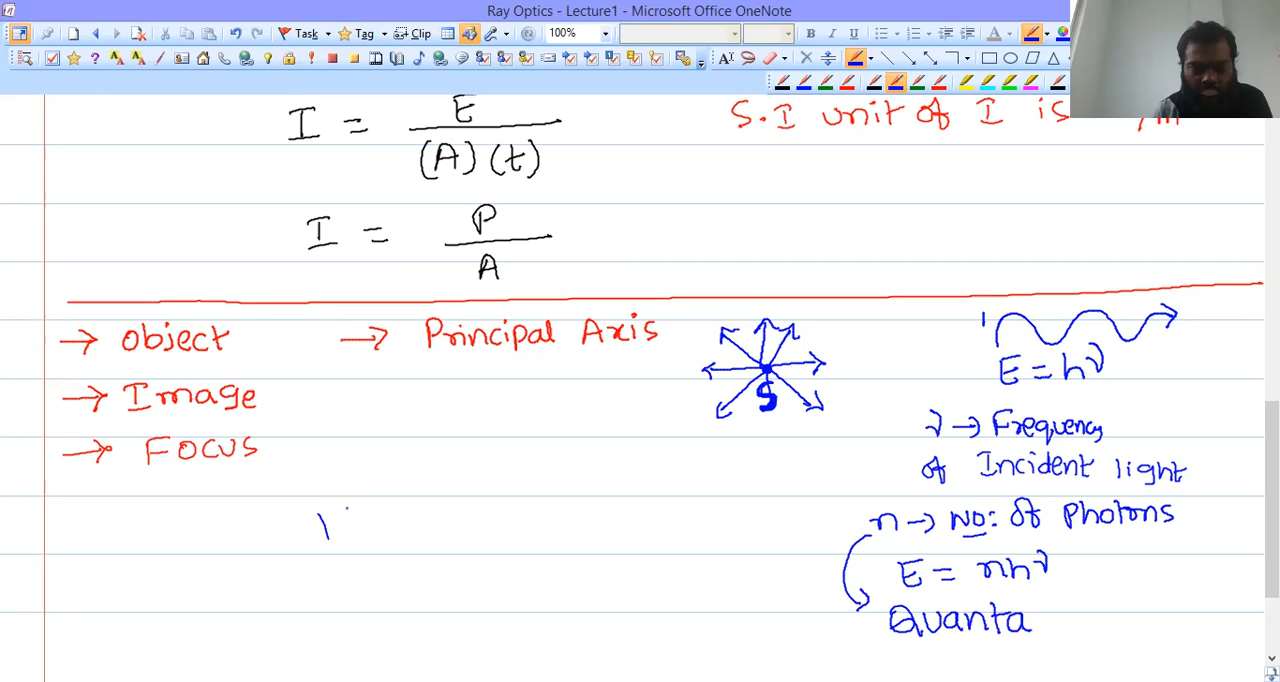 Ray Optics - Lecture1 - Microsoft Office OneNote
Task
Tag
Clip
100%
B I U
I = E / (A) (t)
S.I unit of I is
I = P / A
→ Object
→ Principal Axis
→ Image
→ Focus
S
E = hν
ν → Frequency
of Incident light
n → No: of Photons
E = nhν
Quanta